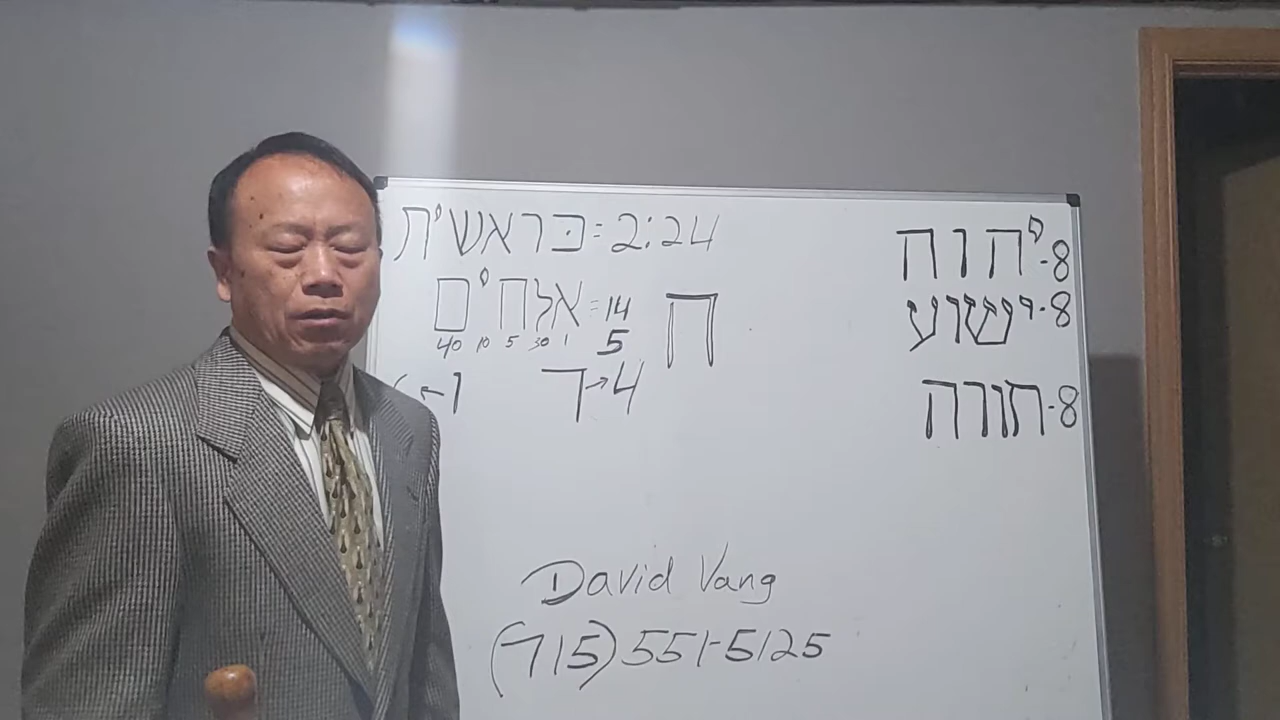 בּראשית=2:24
אלהים=14
40 10 5 30 1
5 ה
←ו
ד→4
יהוה-8
ישוע-8
תורה-8
David Vang
(715) 551-5125